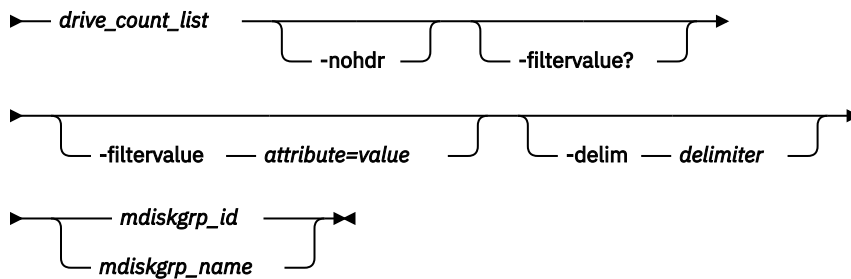 drive_count_list
-nohdr
-filtervalue?
-filtervalue attribute=value
-delim delimiter
mdiskgrp_id
mdiskgrp_name